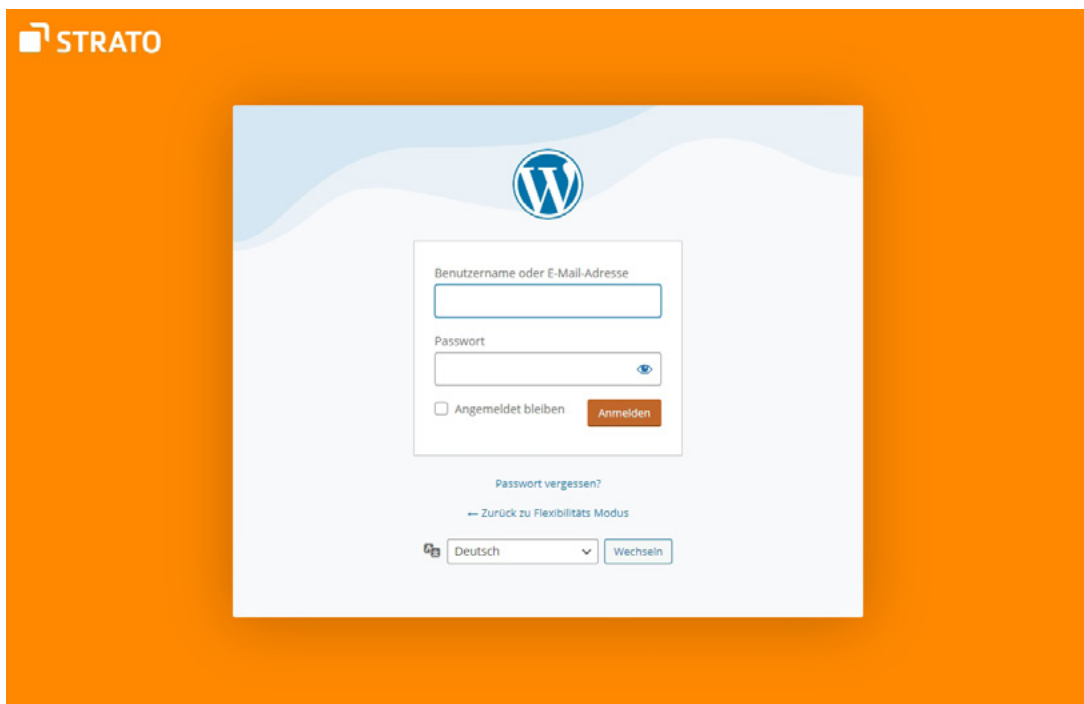 STRATO
Benutzername oder E-Mail-Adresse
Passwort
Angemeldet bleiben
Anmelden
Passwort vergessen?
← Zurück zu Flexibilitäts Modus
Deutsch
Wechseln